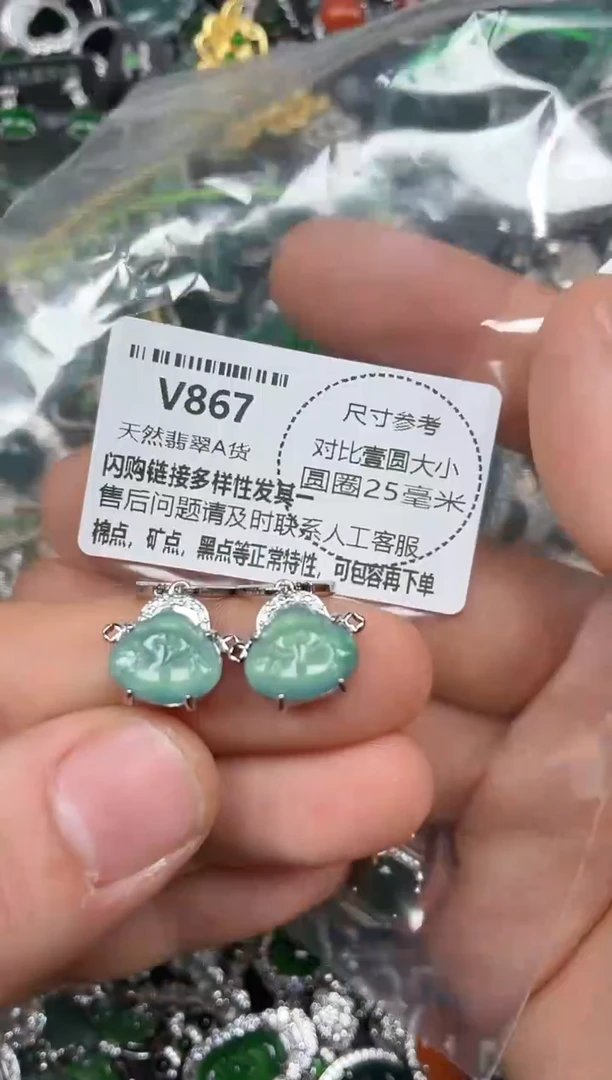 V867
天然翡翠A货
尺寸参考
对比壹圆大小
圆圈25毫米
闪购链接多样性发其一
售后问题请及时联系人工客服
棉点，矿点，黑点等正常特性，可包容再下单